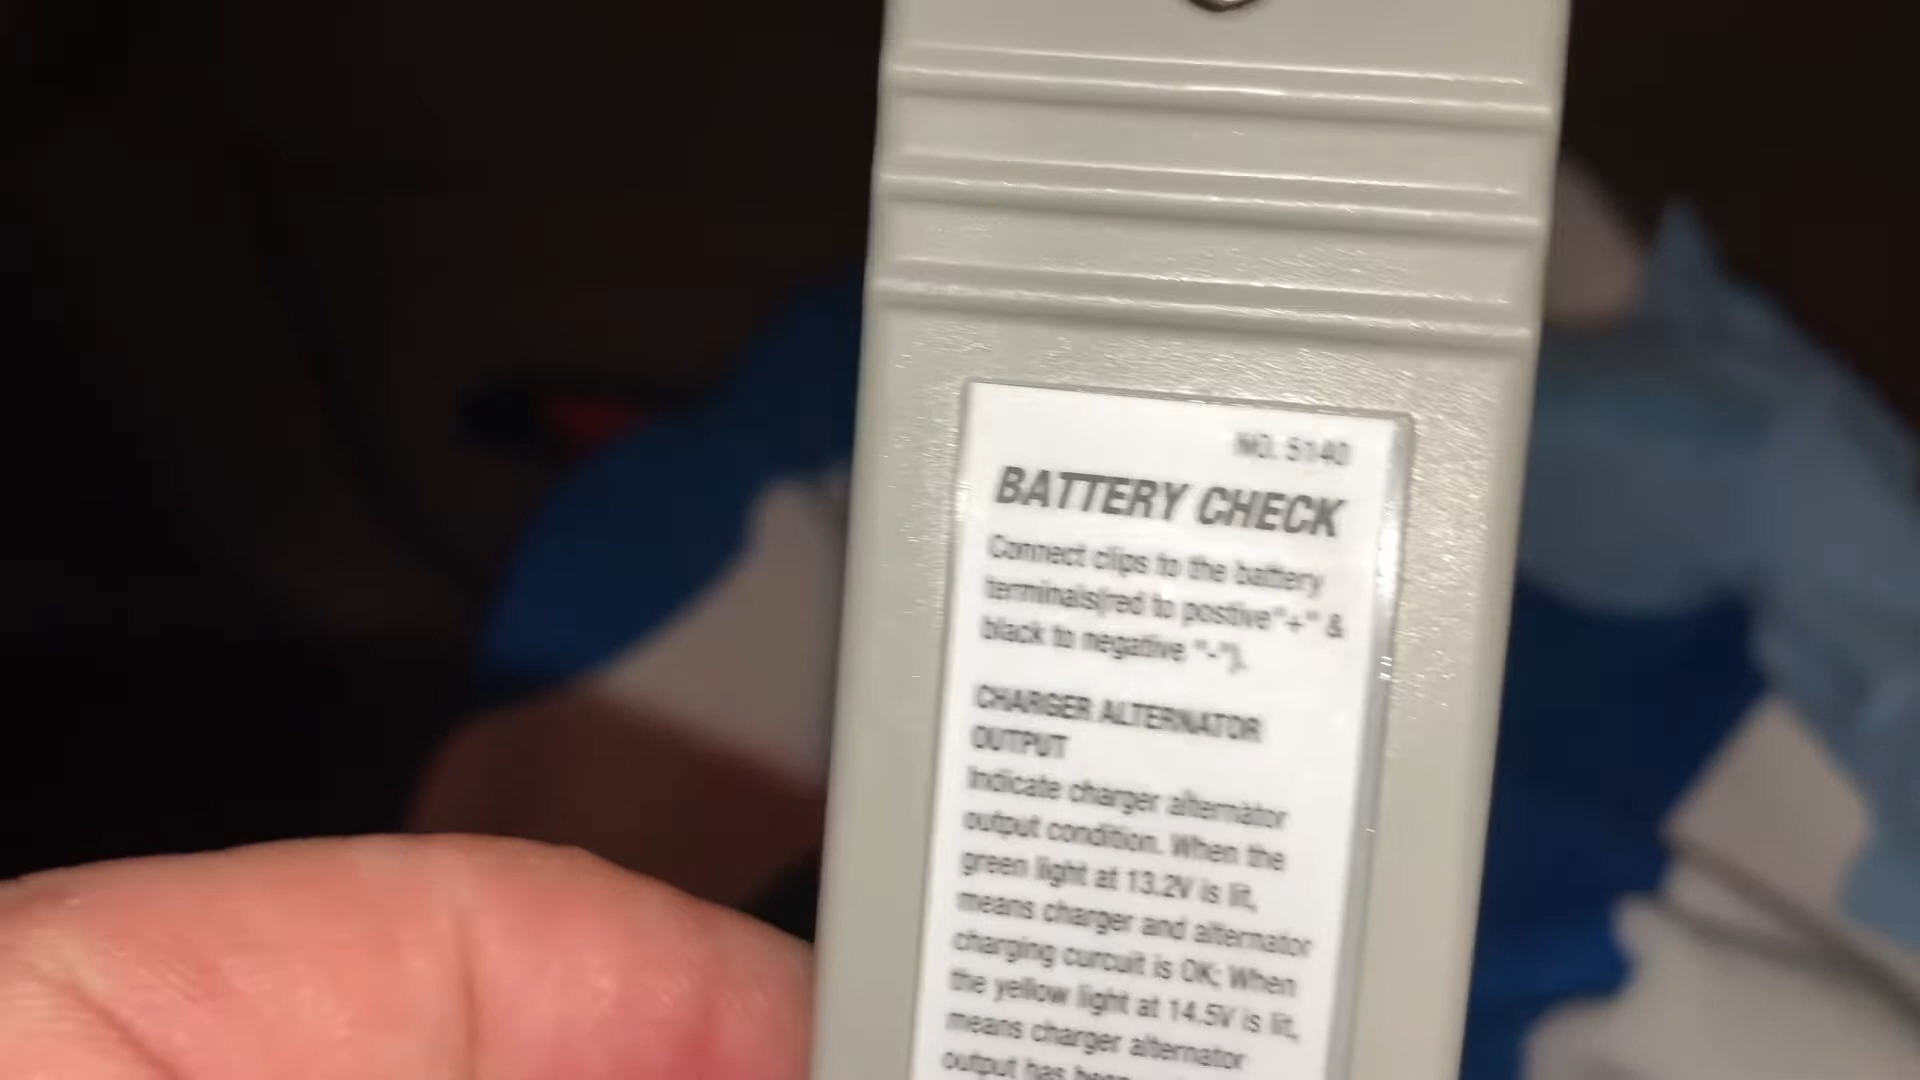 NO. 5140
BATTERY CHECK
Connect clips to the battery
terminals(red to postive"+" &
black to negative "-").
CHARGER ALTERNATOR
OUTPUT
Indicate charger alternator
output condition. When the
green light at 13.2V is lit,
means charger and alternator
charging curcuit is OK; When
the yellow light at 14.5V is lit,
means charger alternator
output has